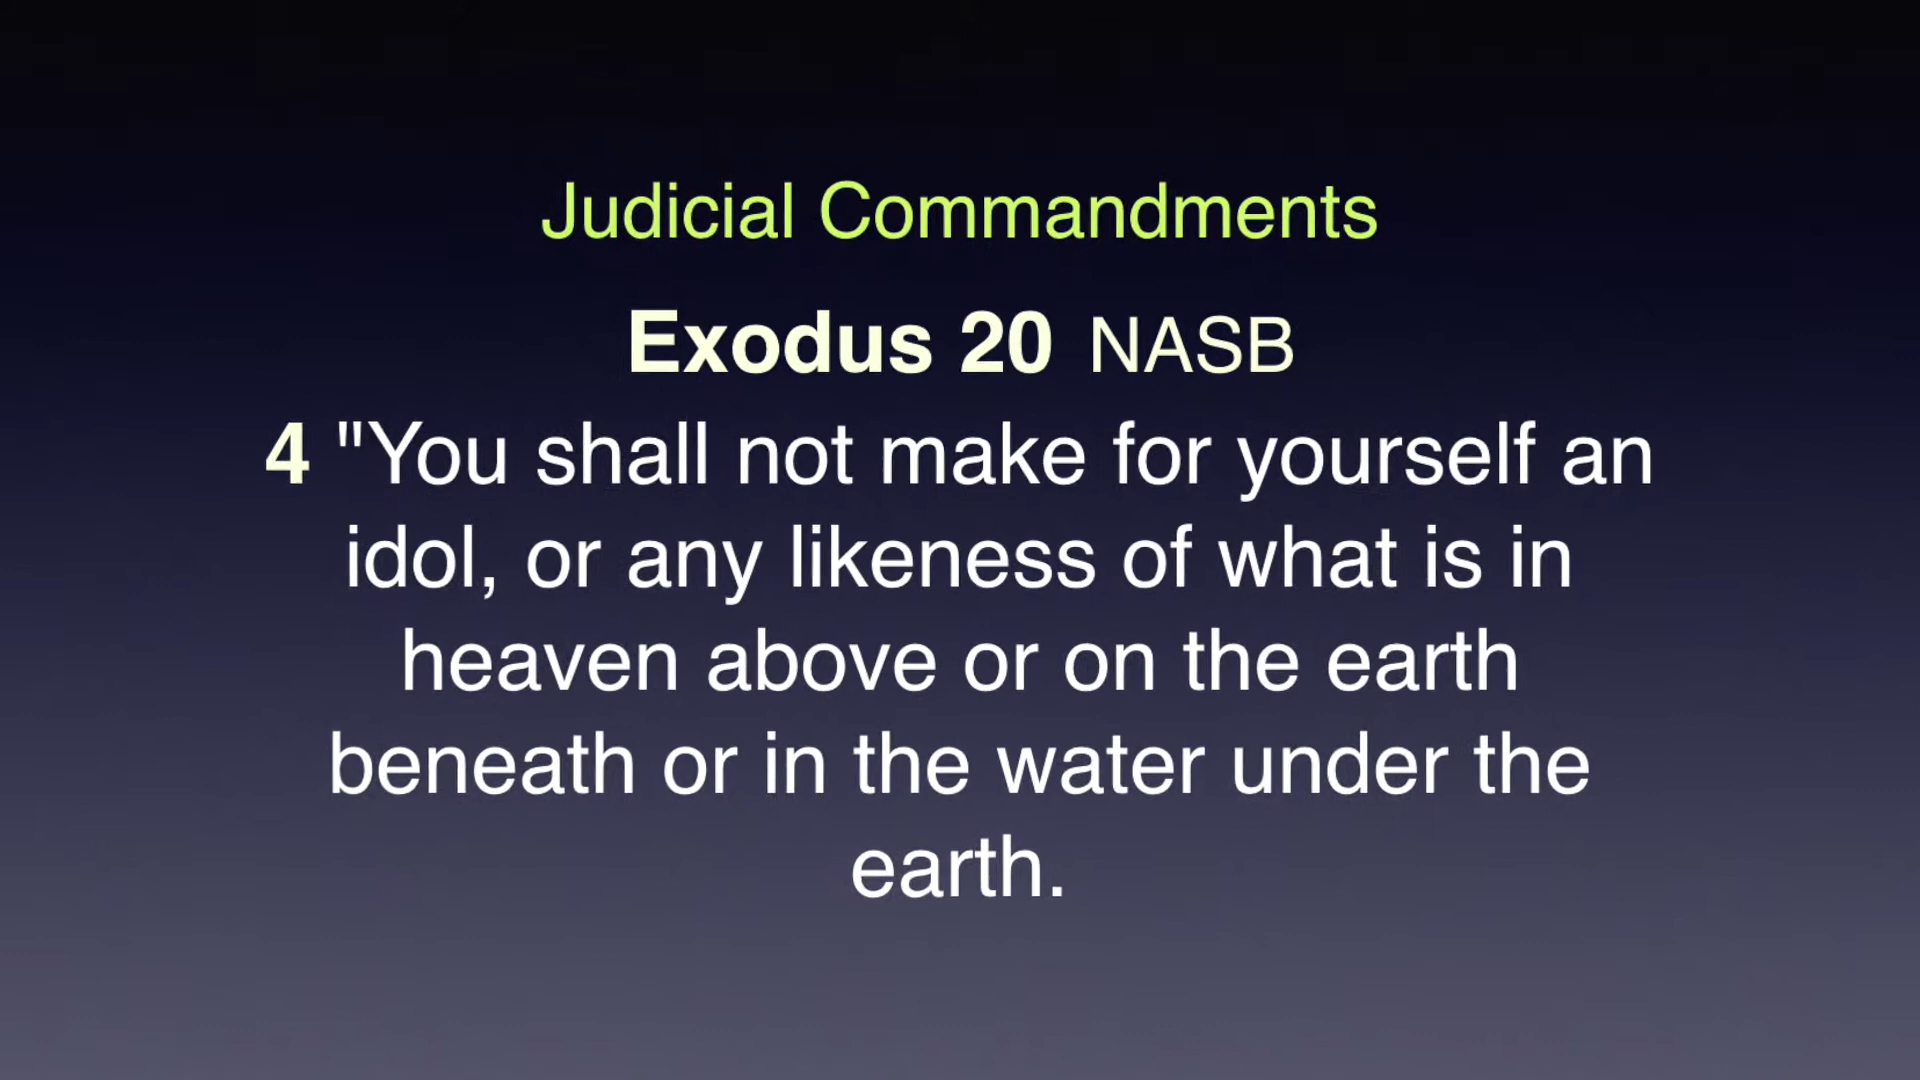 Judicial Commandments
Exodus 20 NASB
4 "You shall not make for yourself an
idol, or any likeness of what is in
heaven above or on the earth
beneath or in the water under the
earth.